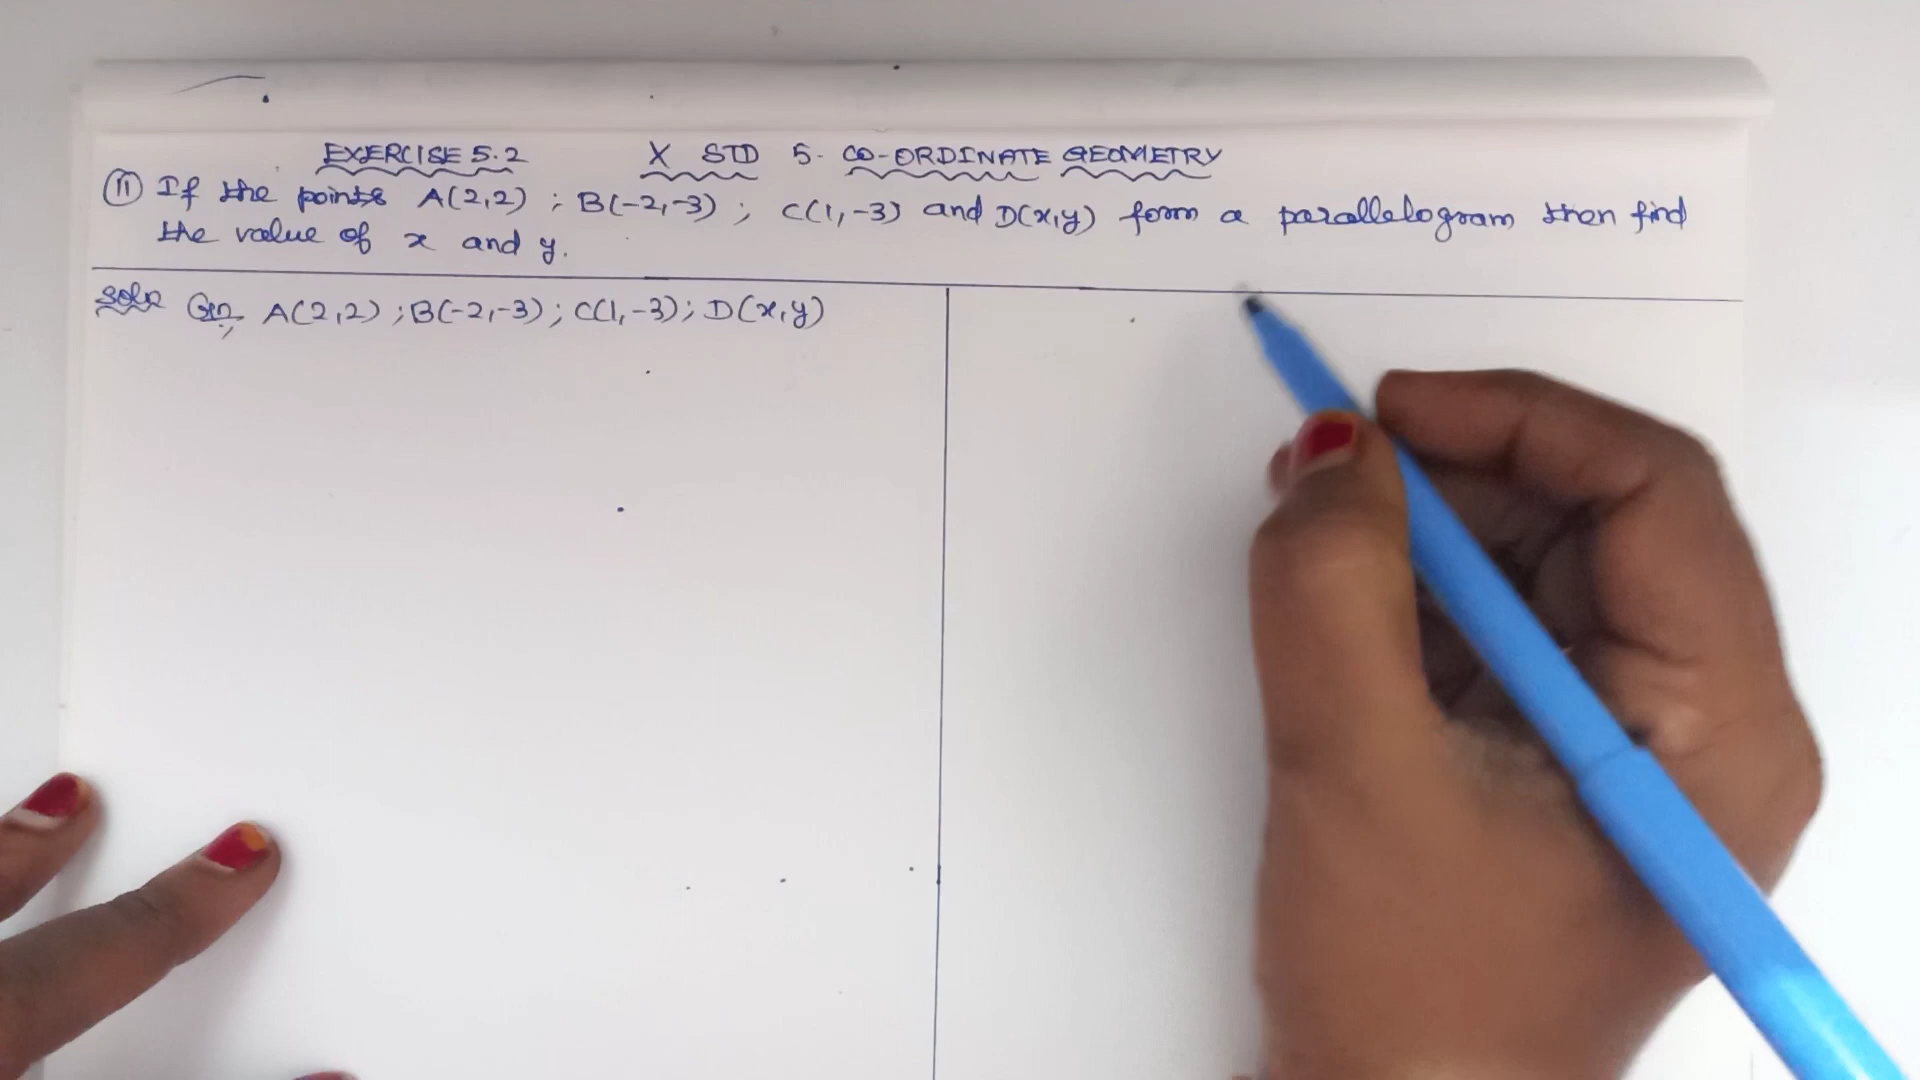 EXERCISE 5.2 X STD 5. CO-ORDINATE GEOMETRY
11 If the points A(2,2) ; B(-2,-3) ; C(1,-3) and D(x,y) form a parallelogram then find
the value of x and y.
Soln Gn, A(2,2) ; B(-2,-3) ; C(1,-3) ; D(x,y)